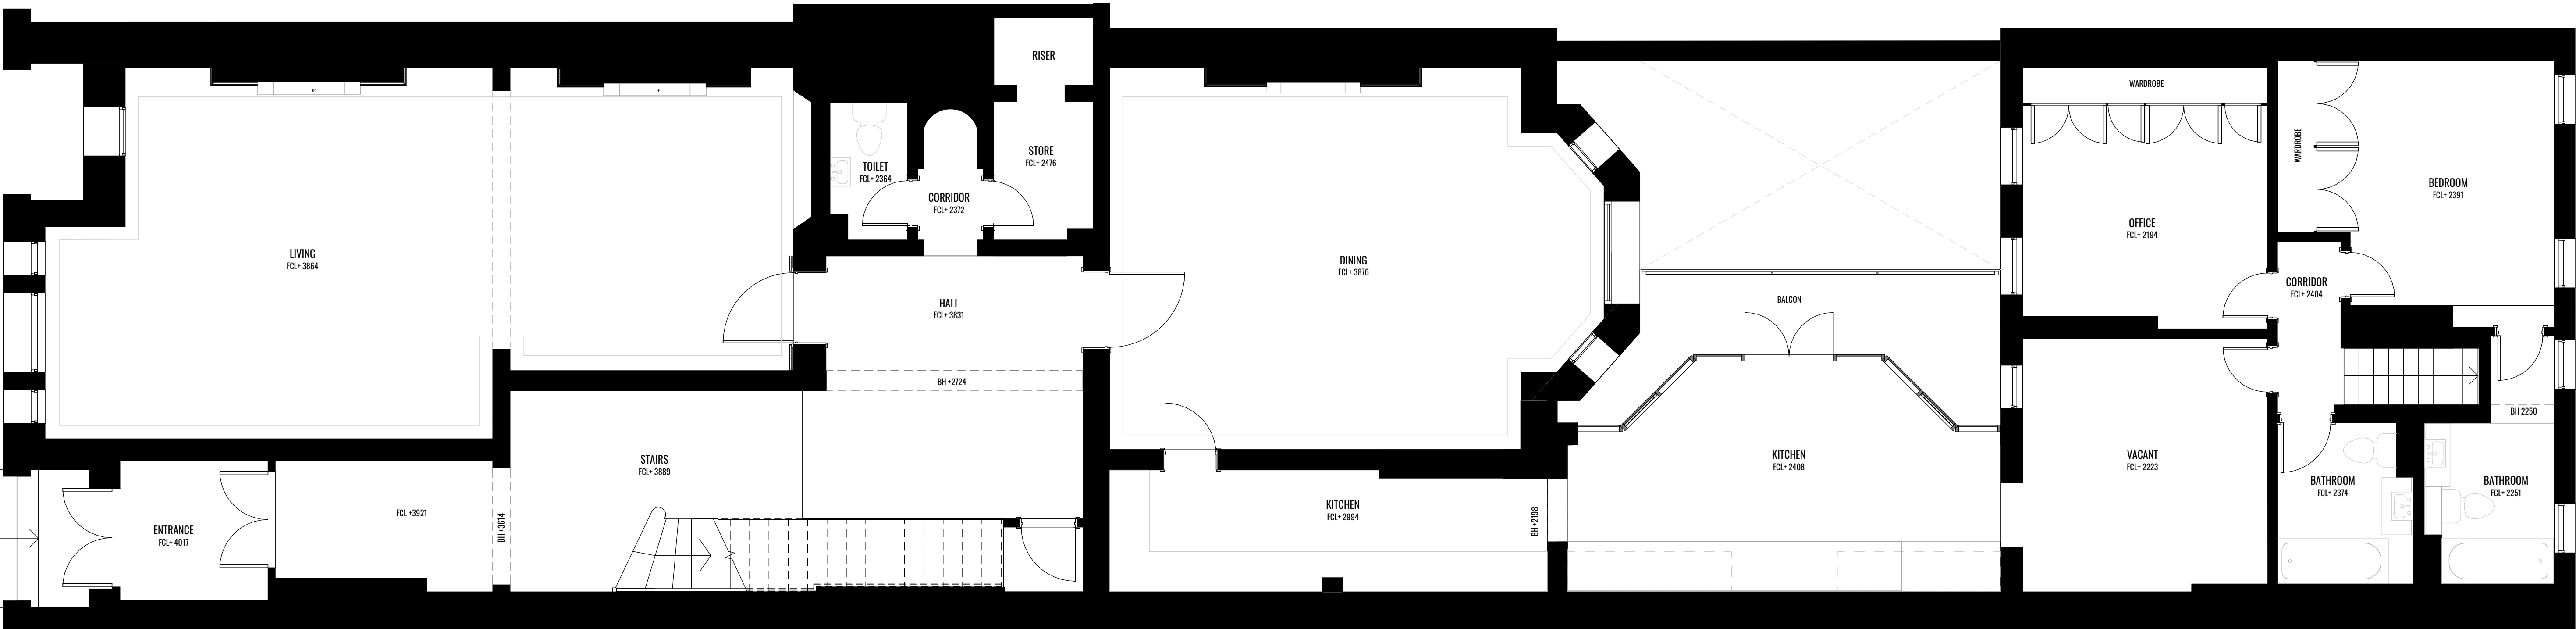 RISER
STORE
FCL+ 2476
TOILET
FCL+ 2364
CORRIDOR
FCL+ 2372
LIVING
FCL+ 3864
HALL
FCL+ 3831
BH +2724
STAIRS
FCL+ 3889
ENTRANCE
FCL+ 4017
FCL +3921
BH +3614
DINING
FCL+ 3876
KITCHEN
FCL+ 2994
BH +2198
BALCON
KITCHEN
FCL+ 2408
WARDROBE
OFFICE
FCL+ 2194
WARDROBE
BEDROOM
FCL+ 2391
CORRIDOR
FCL+ 2404
VACANT
FCL+ 2223
BH 2250
BATHROOM
FCL+ 2374
BATHROOM
FCL+ 2251